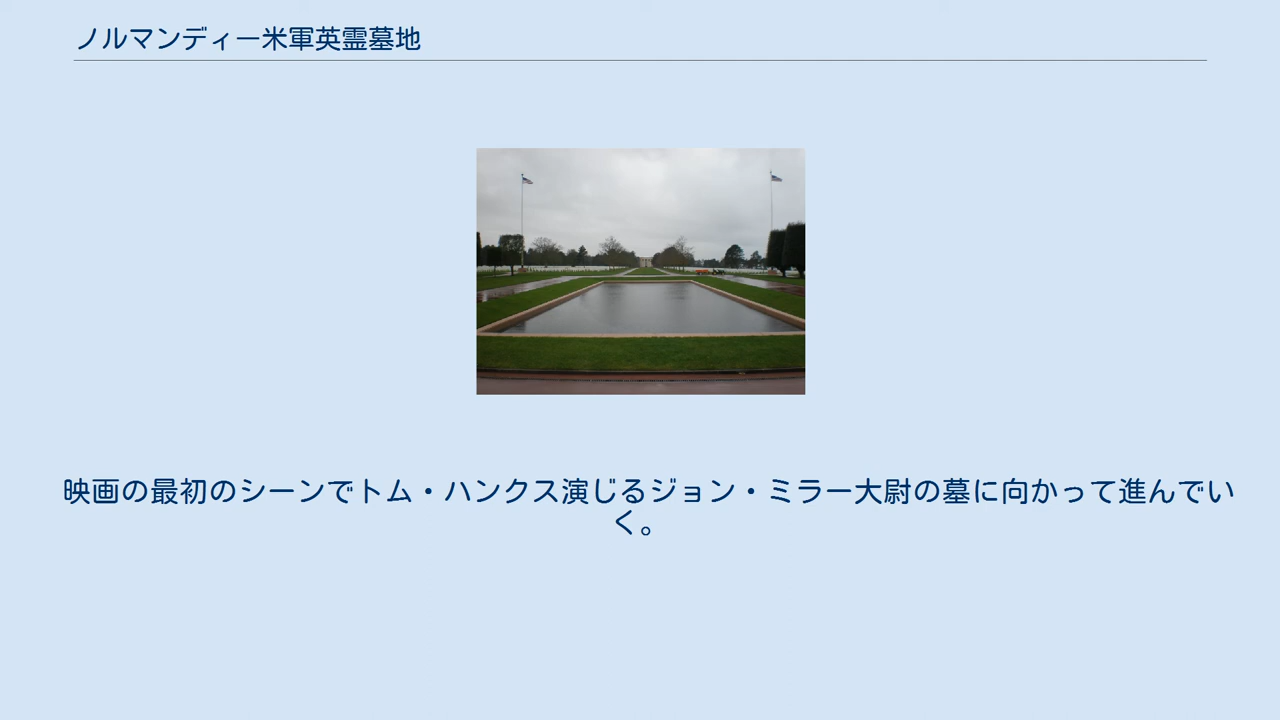 ノルマンディー米軍英霊墓地
映画の最初のシーンでトム・ハンクス演じるジョン・ミラー大尉の墓に向かって進んでい
く。